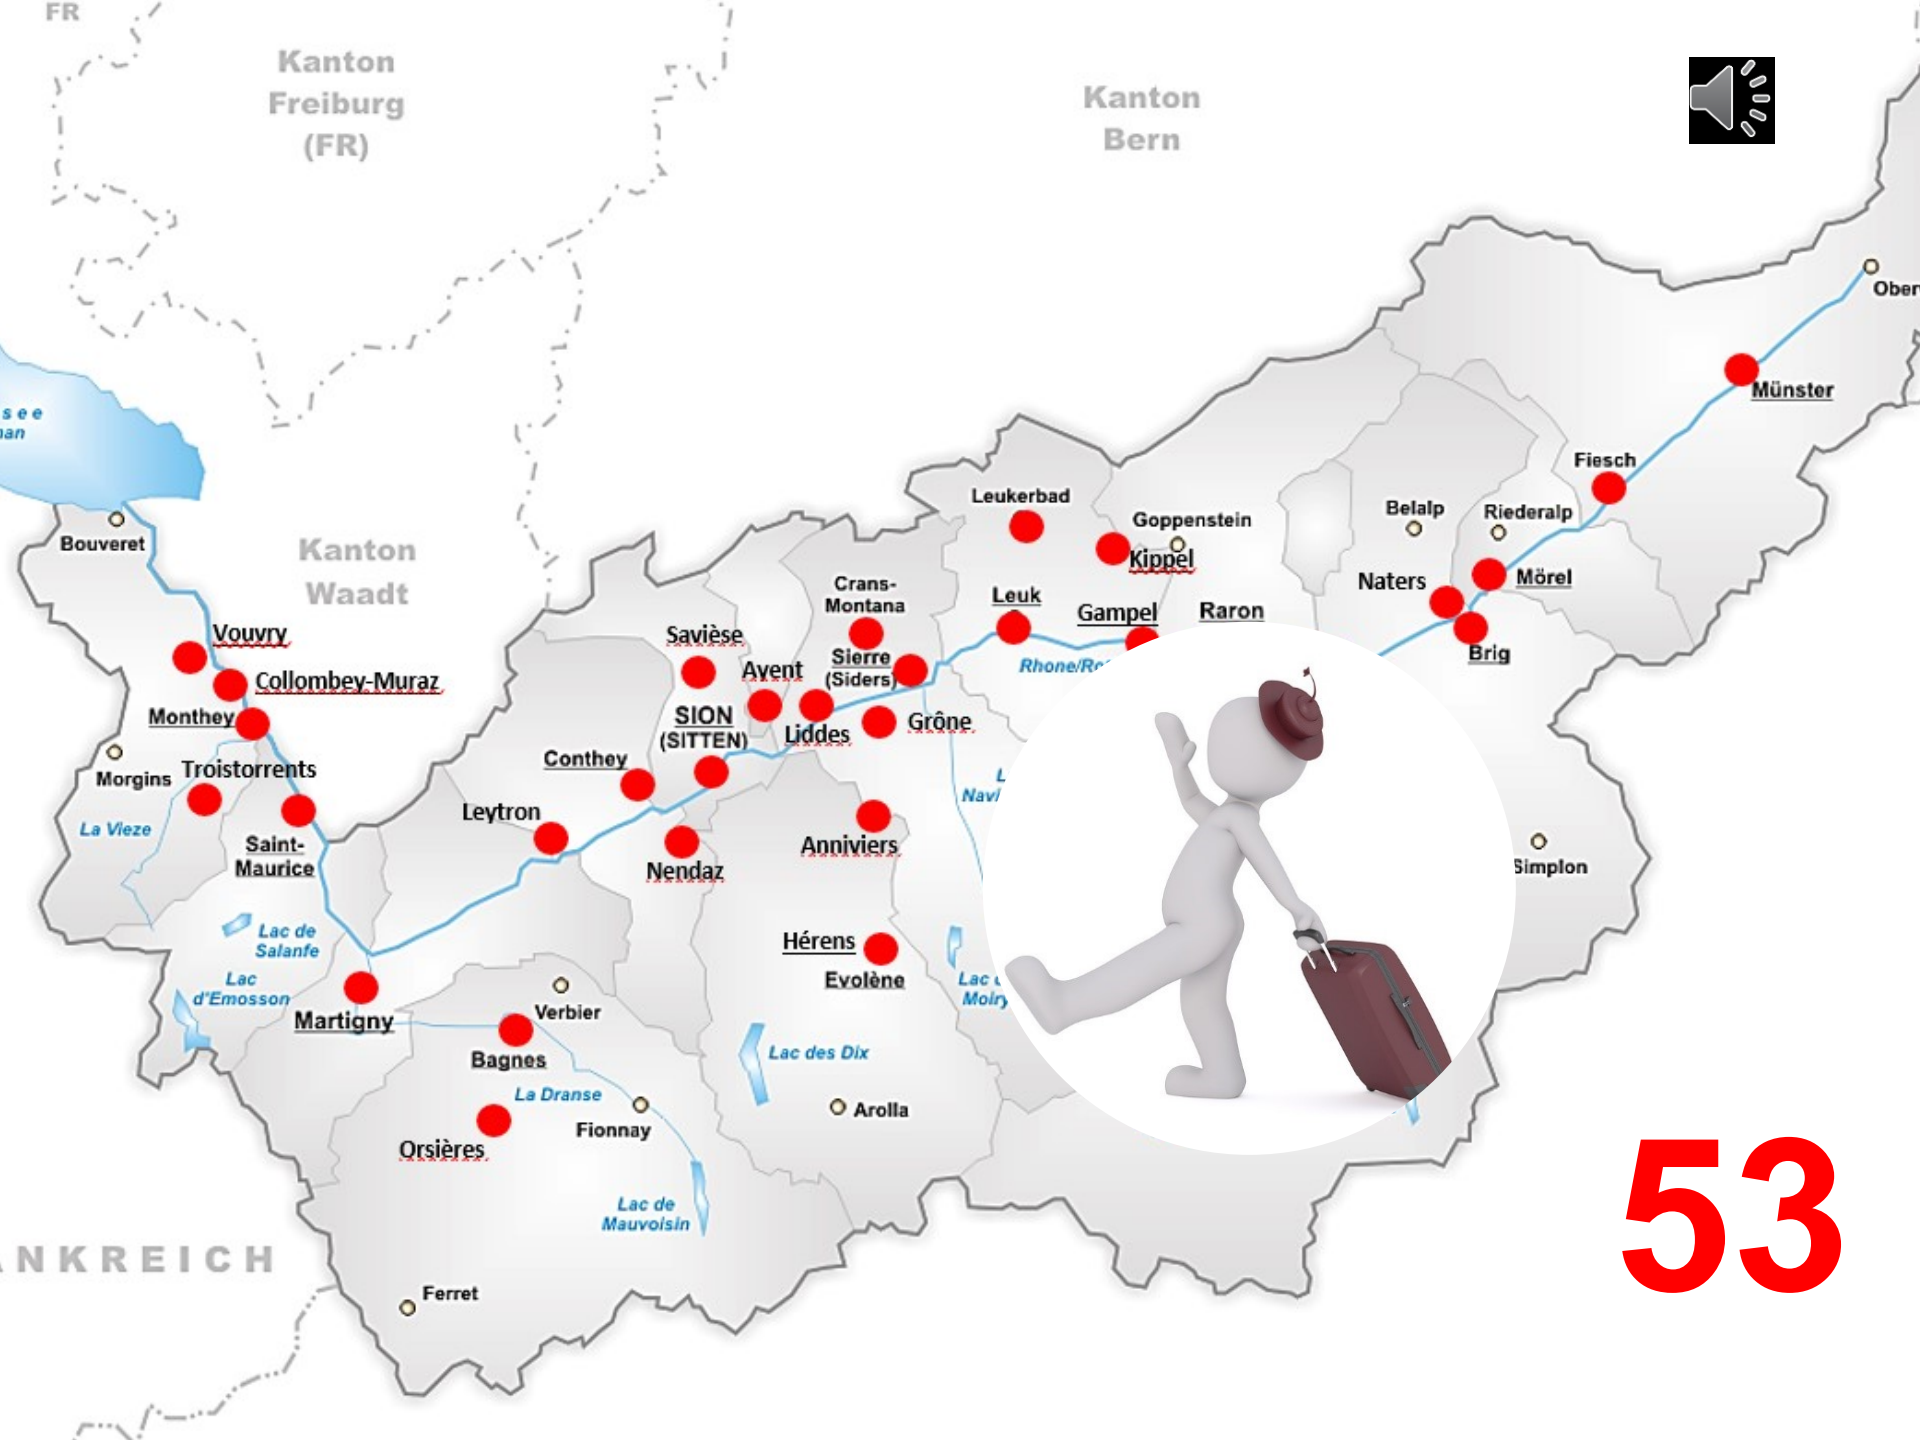 FR
Kanton
Freiburg
(FR)
Kanton
Bern
Münster
Fiesch
Leukerbad
Goppenstein
Belalp
Riederalp
Kippel
Bouveret
Kanton
Waadt
Crans-
Montana
Naters
Mörel
Leuk
Gampel
Raron
Vouvry
Savièse
Sierre
(Siders)
Brig
Collombey-Muraz
Ayent
Monthey
SION
(SITTEN)
Liddes
Grône
Morgins
Troistorrents
Conthey
Leytron
La Vieze
Saint-
Maurice
Anniviers
Nendaz
Simplon
Lac de
Salanfe
Hérens
Evolène
Lac
d'Emosson
Verbier
Martigny
Bagnes
Lac des Dix
La Dranse
Arolla
Fionnay
Orsières
Lac de
Mauvoisin
Ferret
53